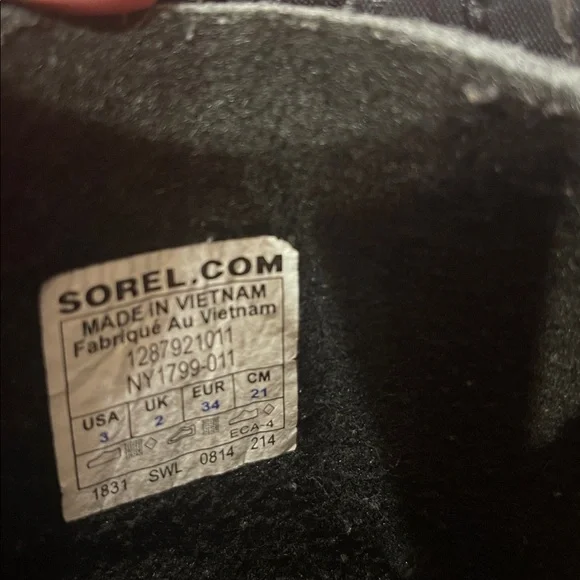 SOREL.COM
MADE IN VIETNAM
Fabriqué Au Vietnam
1287921011
NY1799-011
USA UK EUR CM
3 2 34 21
ECA-4
1831 SWL 0814 214